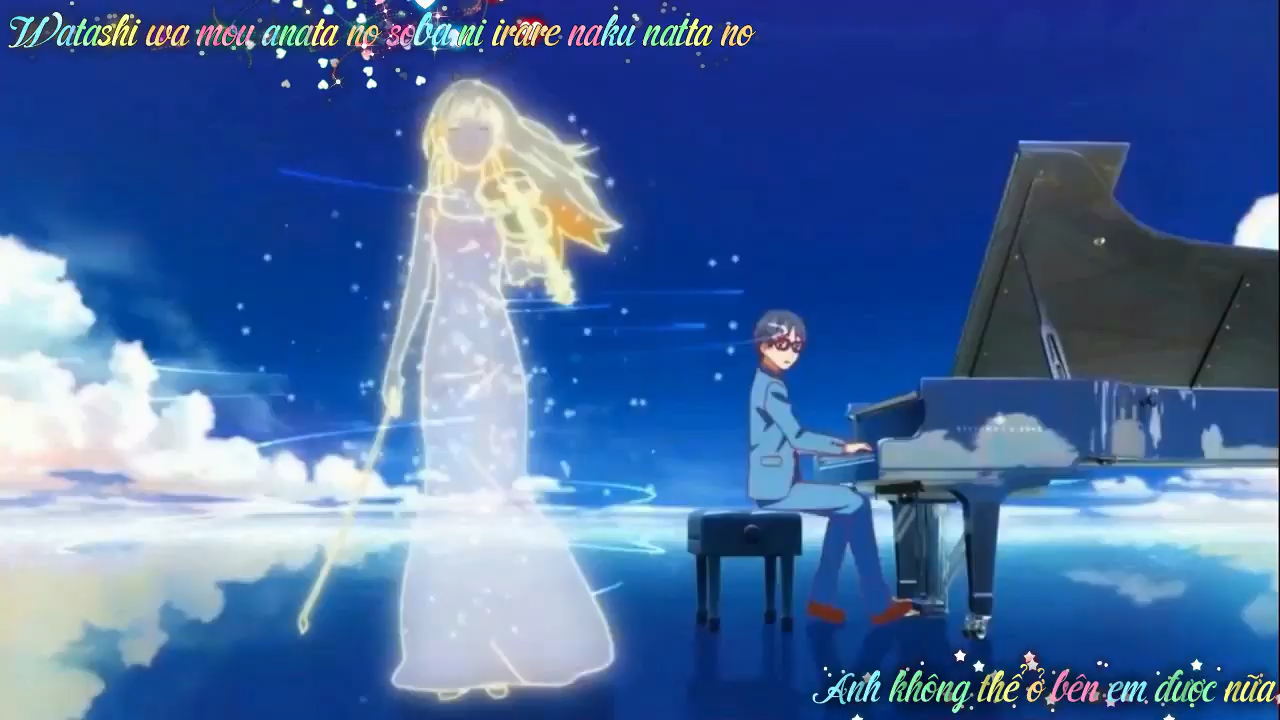 Watashi wa mou anata no soba ni irare naku natta no
Anh không thể ở bên em được nữa